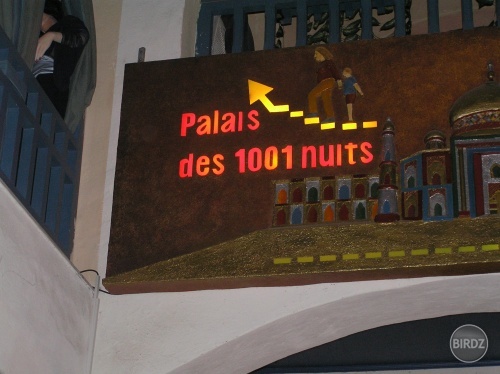 Palais
des 1001 nuits
BIRDZ